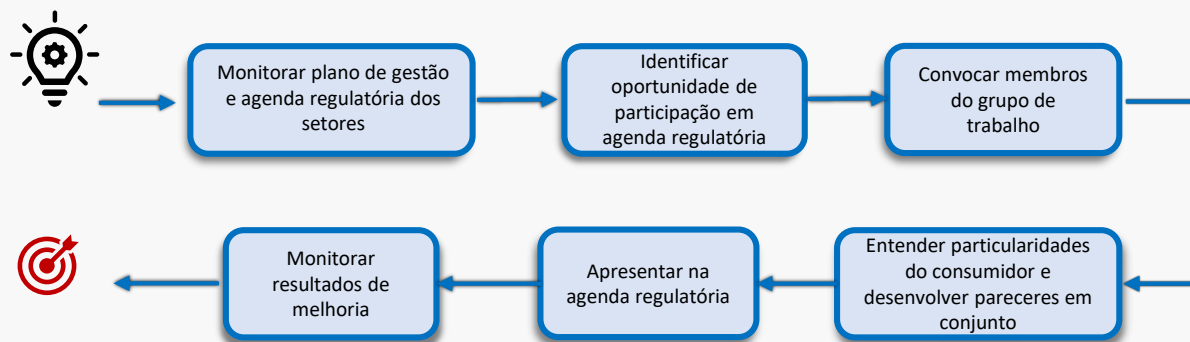 Monitorar plano de gestão
e agenda regulatória dos
setores
Identificar
oportunidade de
participação em
agenda regulatória
Convocar membros
do grupo de
trabalho
Entender particularidades
do consumidor e
desenvolver pareceres em
conjunto
Apresentar na
agenda regulatória
Monitorar
resultados de
melhoria